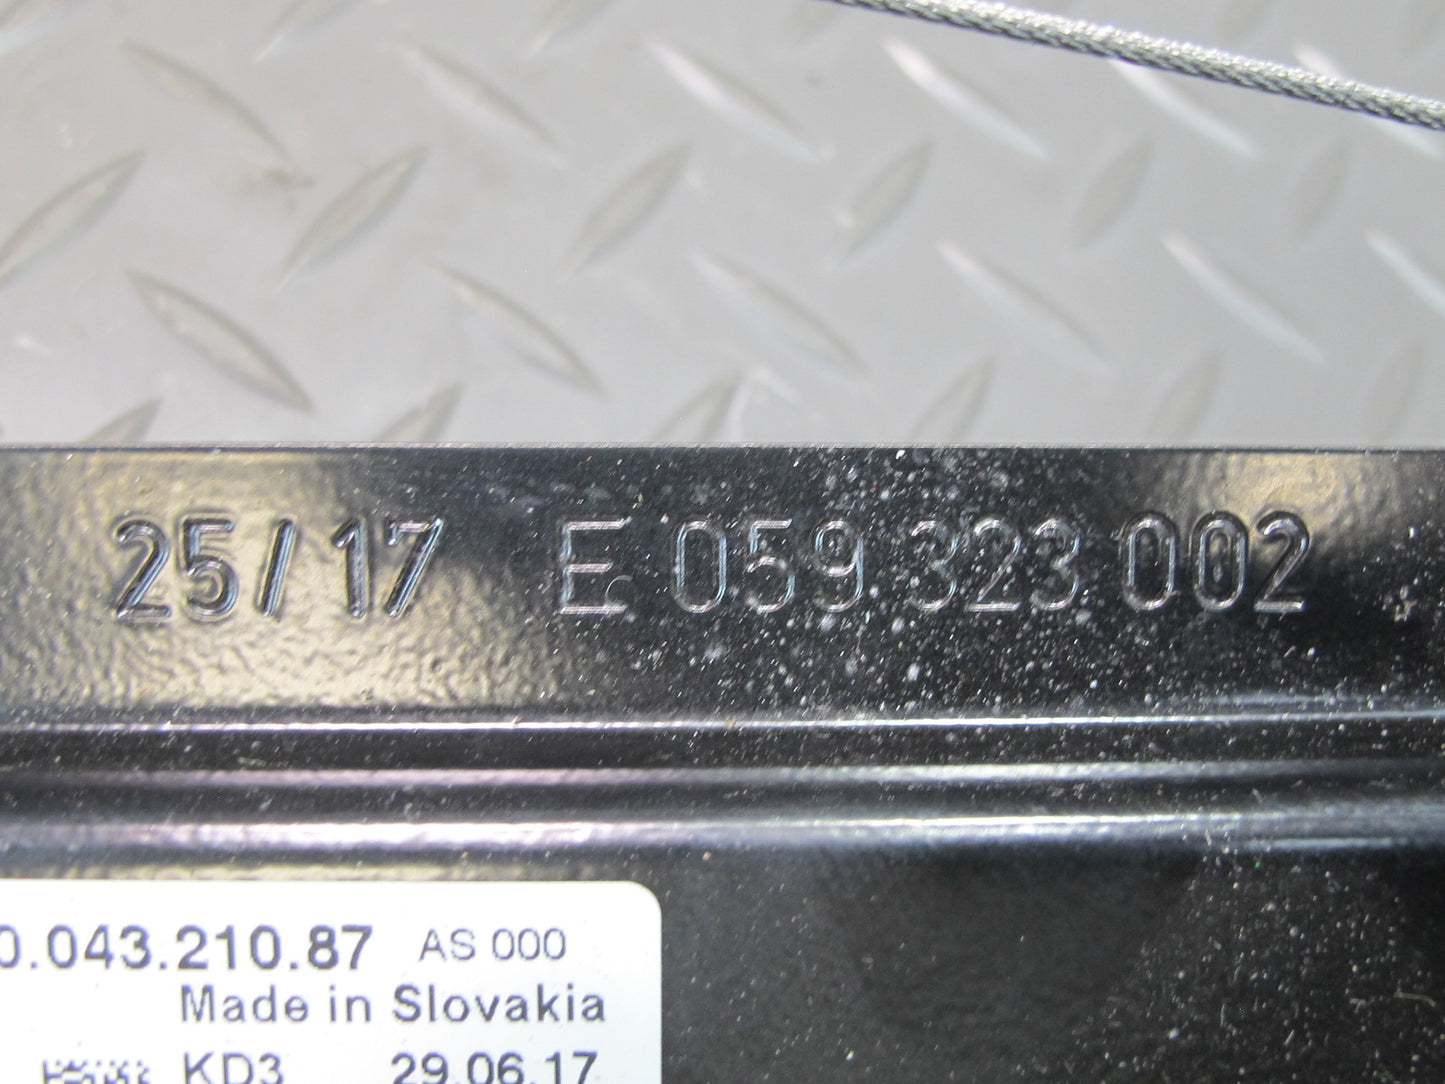 25/17 E 059 323 002
0.043.210.87 AS 000
Made in Slovakia
KD3 29.06.17